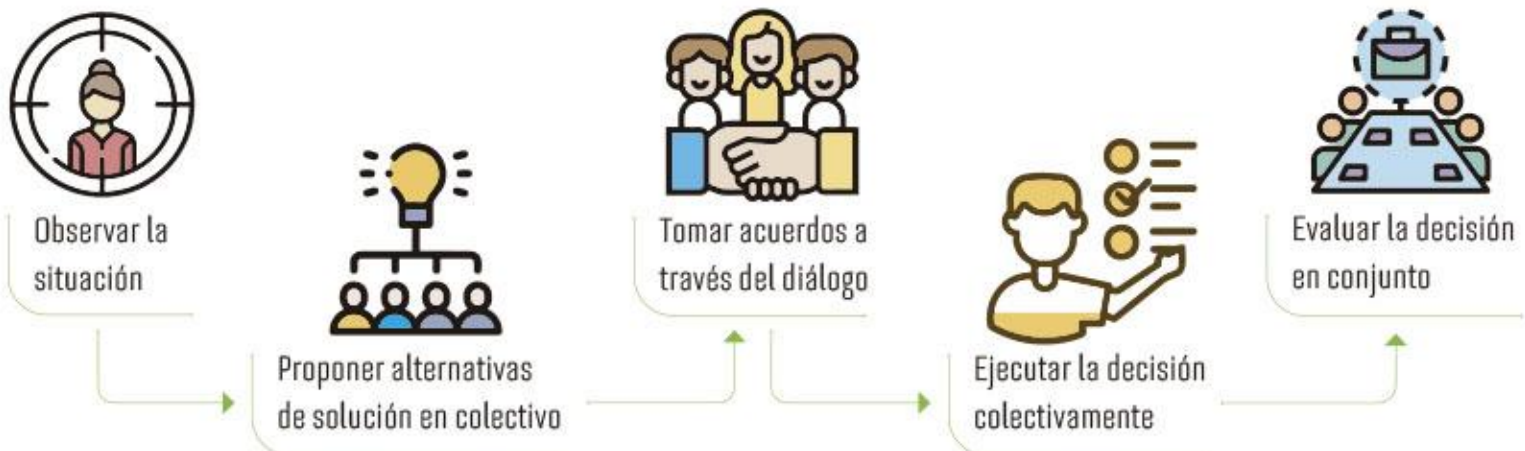 Observar la
situación
Proponer alternativas
de solución en colectivo
Tomar acuerdos a
través del diálogo
Ejecutar la decisión
colectivamente
Evaluar la decisión
en conjunto